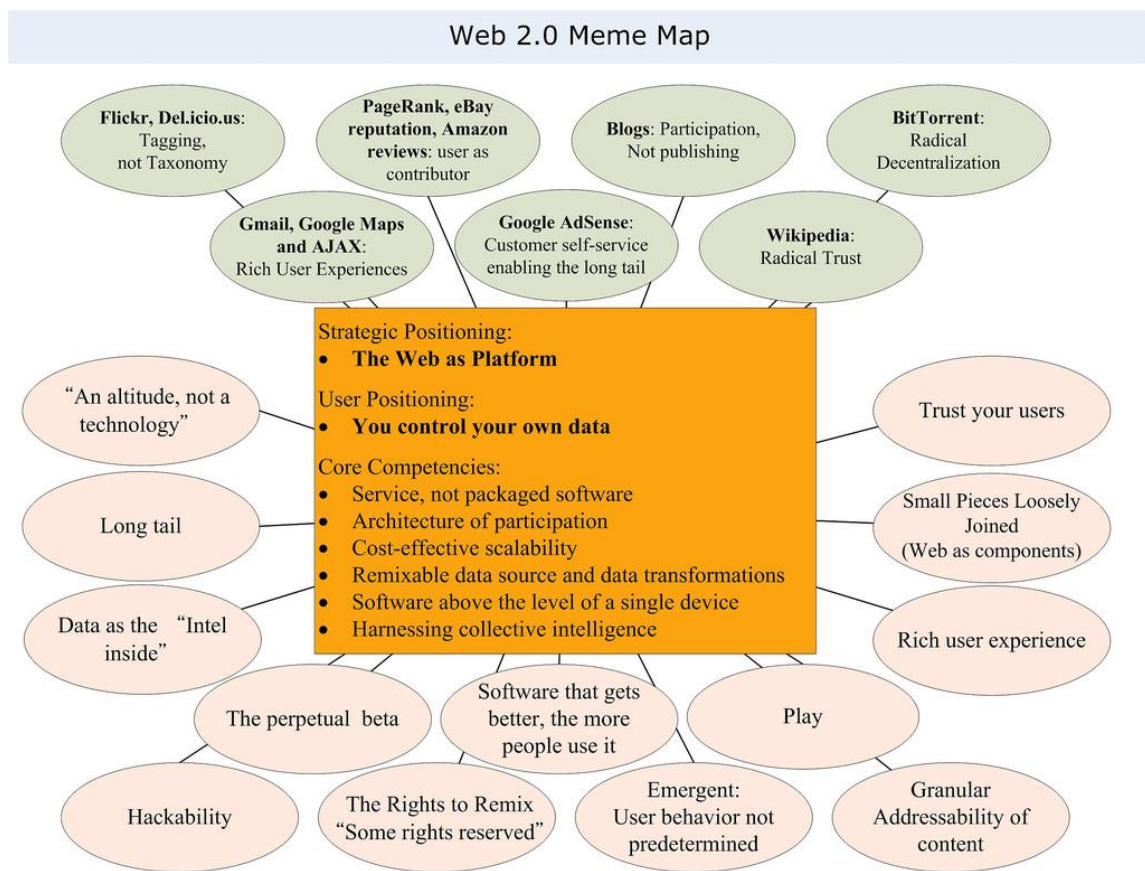 Web 2.0 Meme Map
Flickr, Del.icio.us:
Tagging,
not Taxonomy
PageRank, eBay
reputation, Amazon
reviews: user as
contributor
Blogs: Participation,
Not publishing
BitTorrent:
Radical
Decentralization
Gmail, Google Maps
and AJAX:
Rich User Experiences
Google AdSense:
Customer self-service
enabling the long tail
Wikipedia:
Radical Trust
Strategic Positioning:
• The Web as Platform
User Positioning:
• You control your own data
Core Competencies:
• Service, not packaged software
• Architecture of participation
• Cost-effective scalability
• Remixable data source and data transformations
• Software above the level of a single device
• Harnessing collective intelligence
“An altitude, not a
technology”
Trust your users
Long tail
Small Pieces Loosely
Joined
(Web as components)
Data as the “Intel
inside”
Rich user experience
The perpetual beta
Software that gets
better, the more
people use it
Play
Hackability
The Rights to Remix
“Some rights reserved”
Emergent:
User behavior not
predetermined
Granular
Addressability of
content